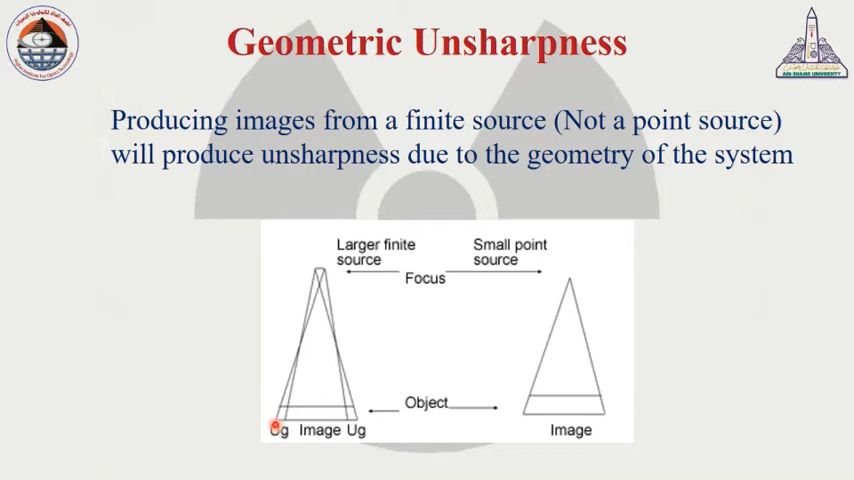 Geometric Unsharpness
AIN SHAMS UNIVERSITY
Producing images from a finite source (Not a point source)
will produce unsharpness due to the geometry of the system
Larger finite
source
Small point
source
Focus
Object
Ug Image Ug
Image